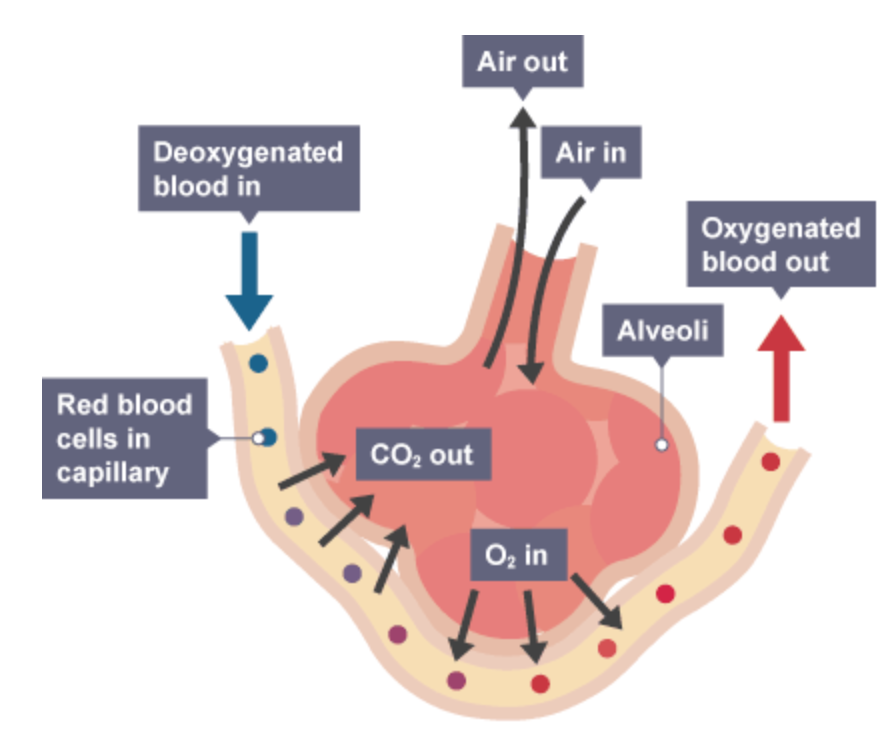 Air out
Air in
Deoxygenated
blood in
Oxygenated
blood out
Alveoli
Red blood
cells in
capillary
CO₂ out
O₂ in